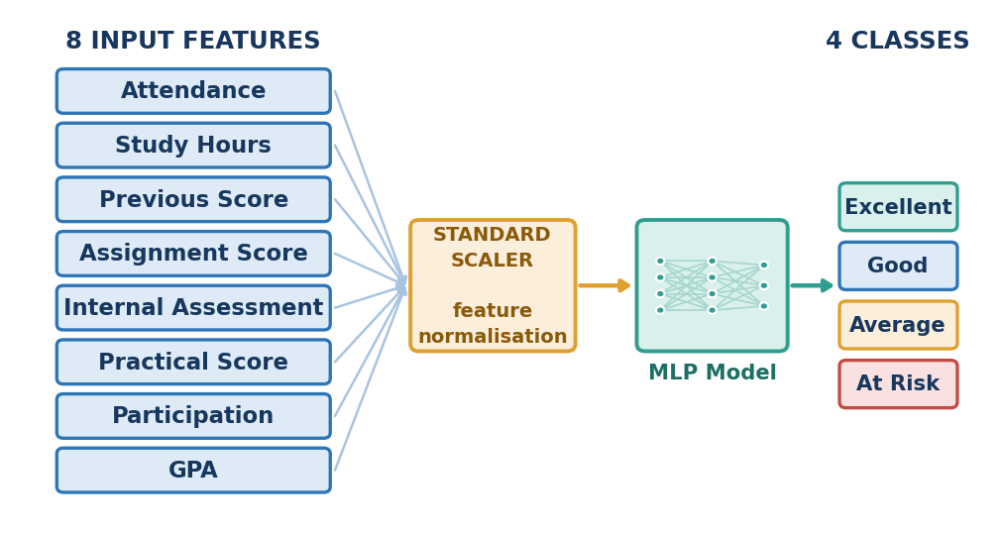 8 INPUT FEATURES
Attendance
Study Hours
Previous Score
Assignment Score
Internal Assessment
Practical Score
Participation
GPA
STANDARD
SCALER
feature
normalisation
MLP Model
4 CLASSES
Excellent
Good
Average
At Risk